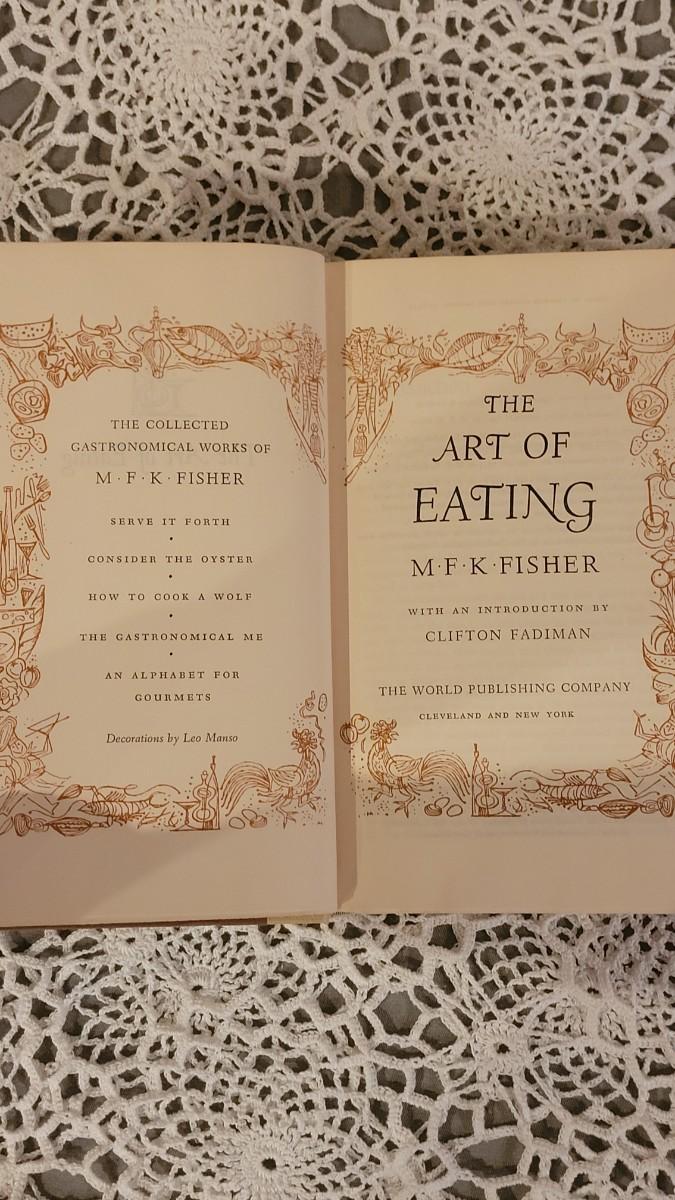 THE COLLECTED
GASTRONOMICAL WORKS OF
M·F·K·FISHER
SERVE IT FORTH
•
CONSIDER THE OYSTER
•
HOW TO COOK A WOLF
•
THE GASTRONOMICAL ME
•
AN ALPHABET FOR
GOURMETS
Decorations by Leo Manso
THE
ART OF
EATING
M·F·K·FISHER
WITH AN INTRODUCTION BY
CLIFTON FADIMAN
THE WORLD PUBLISHING COMPANY
CLEVELAND AND NEW YORK